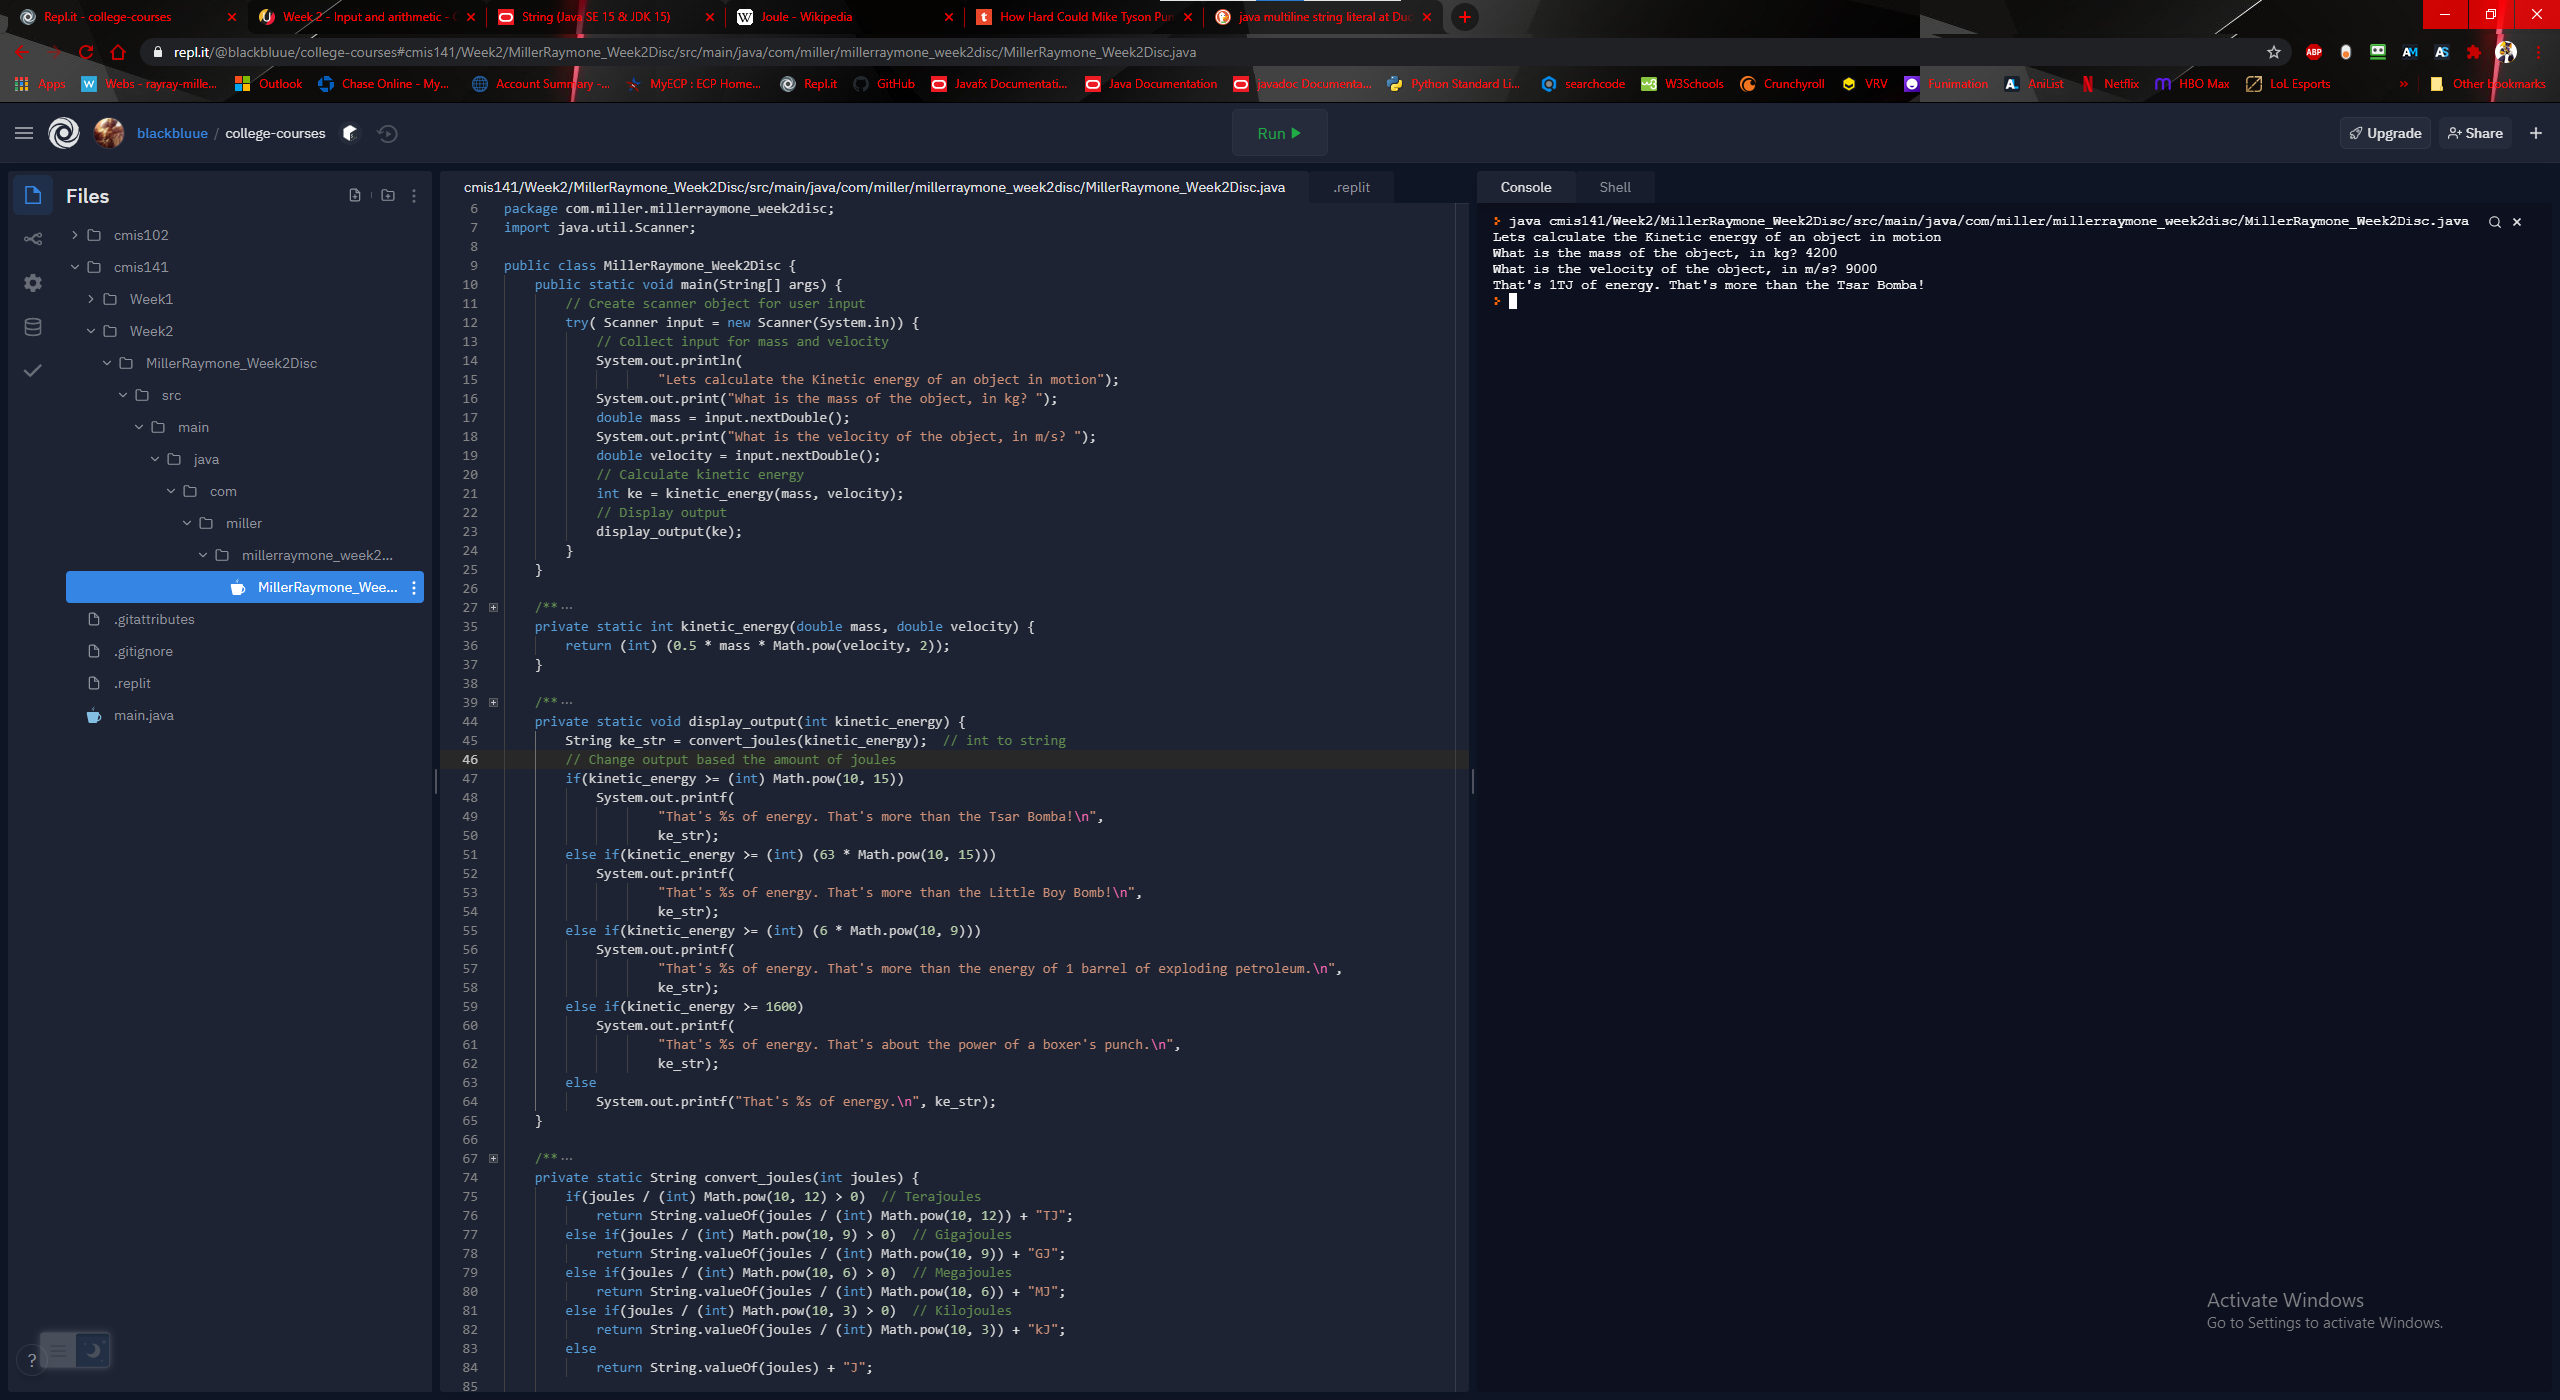 Repl.it - college-courses
Week 2 - Input and arithmetic -
String (Java SE 15 & JDK 15)
Joule - Wikipedia
How Hard Could Mike Tyson Pun
java multiline string literal at Duc
repl.it/@blackbluue/college-courses#cmis141/Week2/MillerRaymone_Week2Disc/src/main/java/com/miller/millerraymone_week2disc/MillerRaymone_Week2Disc.java
Apps
Webs - rayray-mille...
Outlook
Chase Online - My...
Account Summary -...
MyECP : ECP Home...
Repl.it
GitHub
Javafx Documentati...
Java Documentation
javadoc Documenta...
Python Standard Li...
searchcode
W3Schools
Crunchyroll
VRV
Funimation
AniList
Netflix
HBO Max
LoL Esports
»
Other bookmarks
blackbluue / college-courses
Run
Upgrade
Share
Files
cmis102
cmis141
Week1
Week2
MillerRaymone_Week2Disc
src
main
java
com
miller
millerraymone_week2...
MillerRaymone_Wee...
.gitattributes
.gitignore
.replit
main.java
?
cmis141/Week2/MillerRaymone_Week2Disc/src/main/java/com/miller/millerraymone_week2disc/MillerRaymone_Week2Disc.java
.replit
6 package com.miller.millerraymone_week2disc;
7 import java.util.Scanner;
8
9 public class MillerRaymone_Week2Disc {
10 public static void main(String[] args) {
11 // Create scanner object for user input
12 try( Scanner input = new Scanner(System.in)) {
13 // Collect input for mass and velocity
14 System.out.println(
15 "Lets calculate the Kinetic energy of an object in motion");
16 System.out.print("What is the mass of the object, in kg? ");
17 double mass = input.nextDouble();
18 System.out.print("What is the velocity of the object, in m/s? ");
19 double velocity = input.nextDouble();
20 // Calculate kinetic energy
21 int ke = kinetic_energy(mass, velocity);
22 // Display output
23 display_output(ke);
24 }
25 }
26
27 /** ···
35 private static int kinetic_energy(double mass, double velocity) {
36 return (int) (0.5 * mass * Math.pow(velocity, 2));
37 }
38
39 /** ···
44 private static void display_output(int kinetic_energy) {
45 String ke_str = convert_joules(kinetic_energy);  // int to string
46 // Change output based the amount of joules
47 if(kinetic_energy >= (int) Math.pow(10, 15))
48 System.out.printf(
49 "That's %s of energy. That's more than the Tsar Bomba!\n",
50 ke_str);
51 else if(kinetic_energy >= (int) (63 * Math.pow(10, 15)))
52 System.out.printf(
53 "That's %s of energy. That's more than the Little Boy Bomb!\n",
54 ke_str);
55 else if(kinetic_energy >= (int) (6 * Math.pow(10, 9)))
56 System.out.printf(
57 "That's %s of energy. That's more than the energy of 1 barrel of exploding petroleum.\n",
58 ke_str);
59 else if(kinetic_energy >= 1600)
60 System.out.printf(
61 "That's %s of energy. That's about the power of a boxer's punch.\n",
62 ke_str);
63 else
64 System.out.printf("That's %s of energy.\n", ke_str);
65 }
66
67 /** ···
74 private static String convert_joules(int joules) {
75 if(joules / (int) Math.pow(10, 12) > 0)  // Terajoules
76 return String.valueOf(joules / (int) Math.pow(10, 12)) + "TJ";
77 else if(joules / (int) Math.pow(10, 9) > 0)  // Gigajoules
78 return String.valueOf(joules / (int) Math.pow(10, 9)) + "GJ";
79 else if(joules / (int) Math.pow(10, 6) > 0)  // Megajoules
80 return String.valueOf(joules / (int) Math.pow(10, 6)) + "MJ";
81 else if(joules / (int) Math.pow(10, 3) > 0)  // Kilojoules
82 return String.valueOf(joules / (int) Math.pow(10, 3)) + "kJ";
83 else
84 return String.valueOf(joules) + "J";
85
Console
Shell
java cmis141/Week2/MillerRaymone_Week2Disc/src/main/java/com/miller/millerraymone_week2disc/MillerRaymone_Week2Disc.java
Lets calculate the Kinetic energy of an object in motion
What is the mass of the object, in kg? 4200
What is the velocity of the object, in m/s? 9000
That's 1TJ of energy. That's more than the Tsar Bomba!
Activate Windows
Go to Settings to activate Windows.